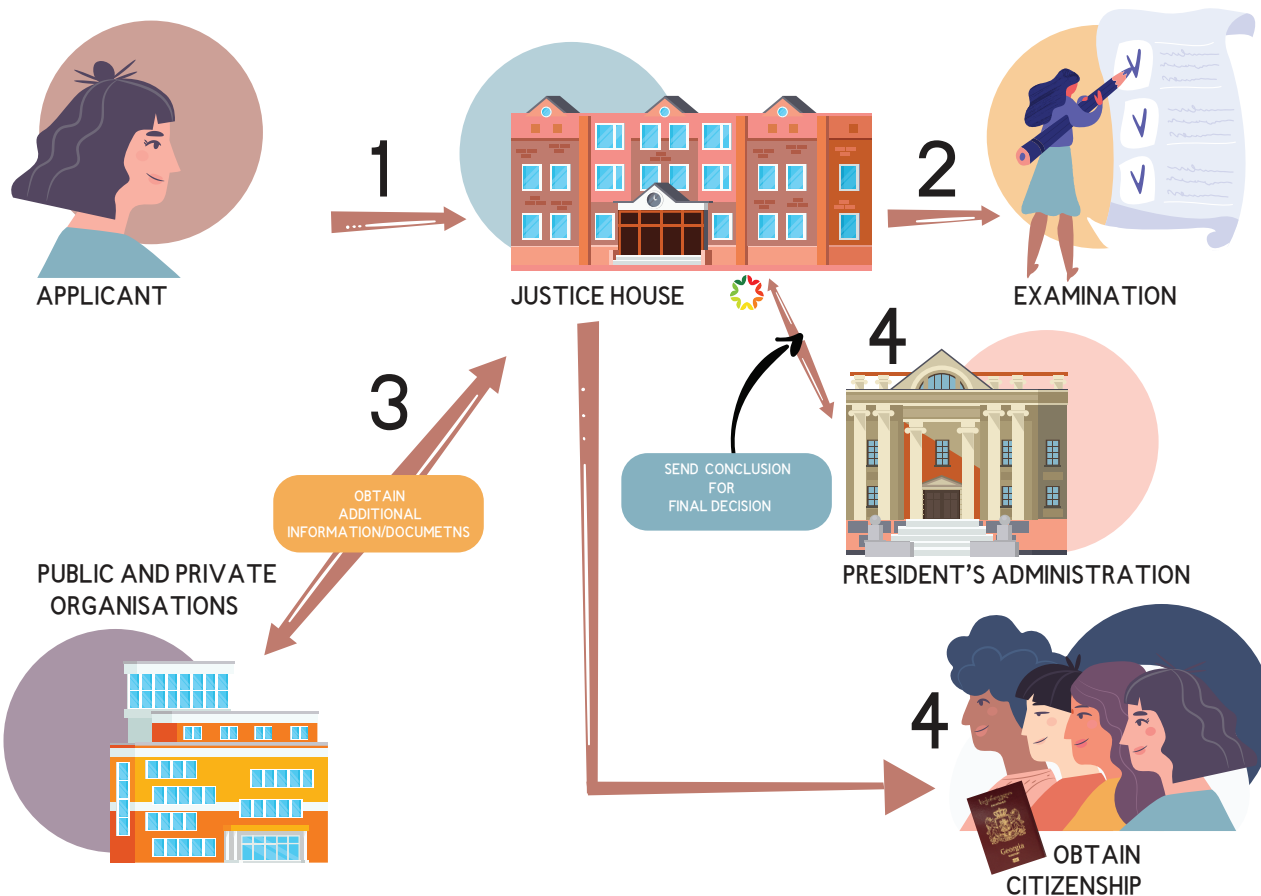 1
2
APPLICANT
JUSTICE HOUSE
EXAMINATION
4
3
SEND CONCLUSION
FOR
FINAL DECISION
OBTAIN
ADDITIONAL
INFORMATION/DOCUMETNS
PUBLIC AND PRIVATE
ORGANISATIONS
PRESIDENT'S ADMINISTRATION
4
Georgia
OBTAIN
CITIZENSHIP